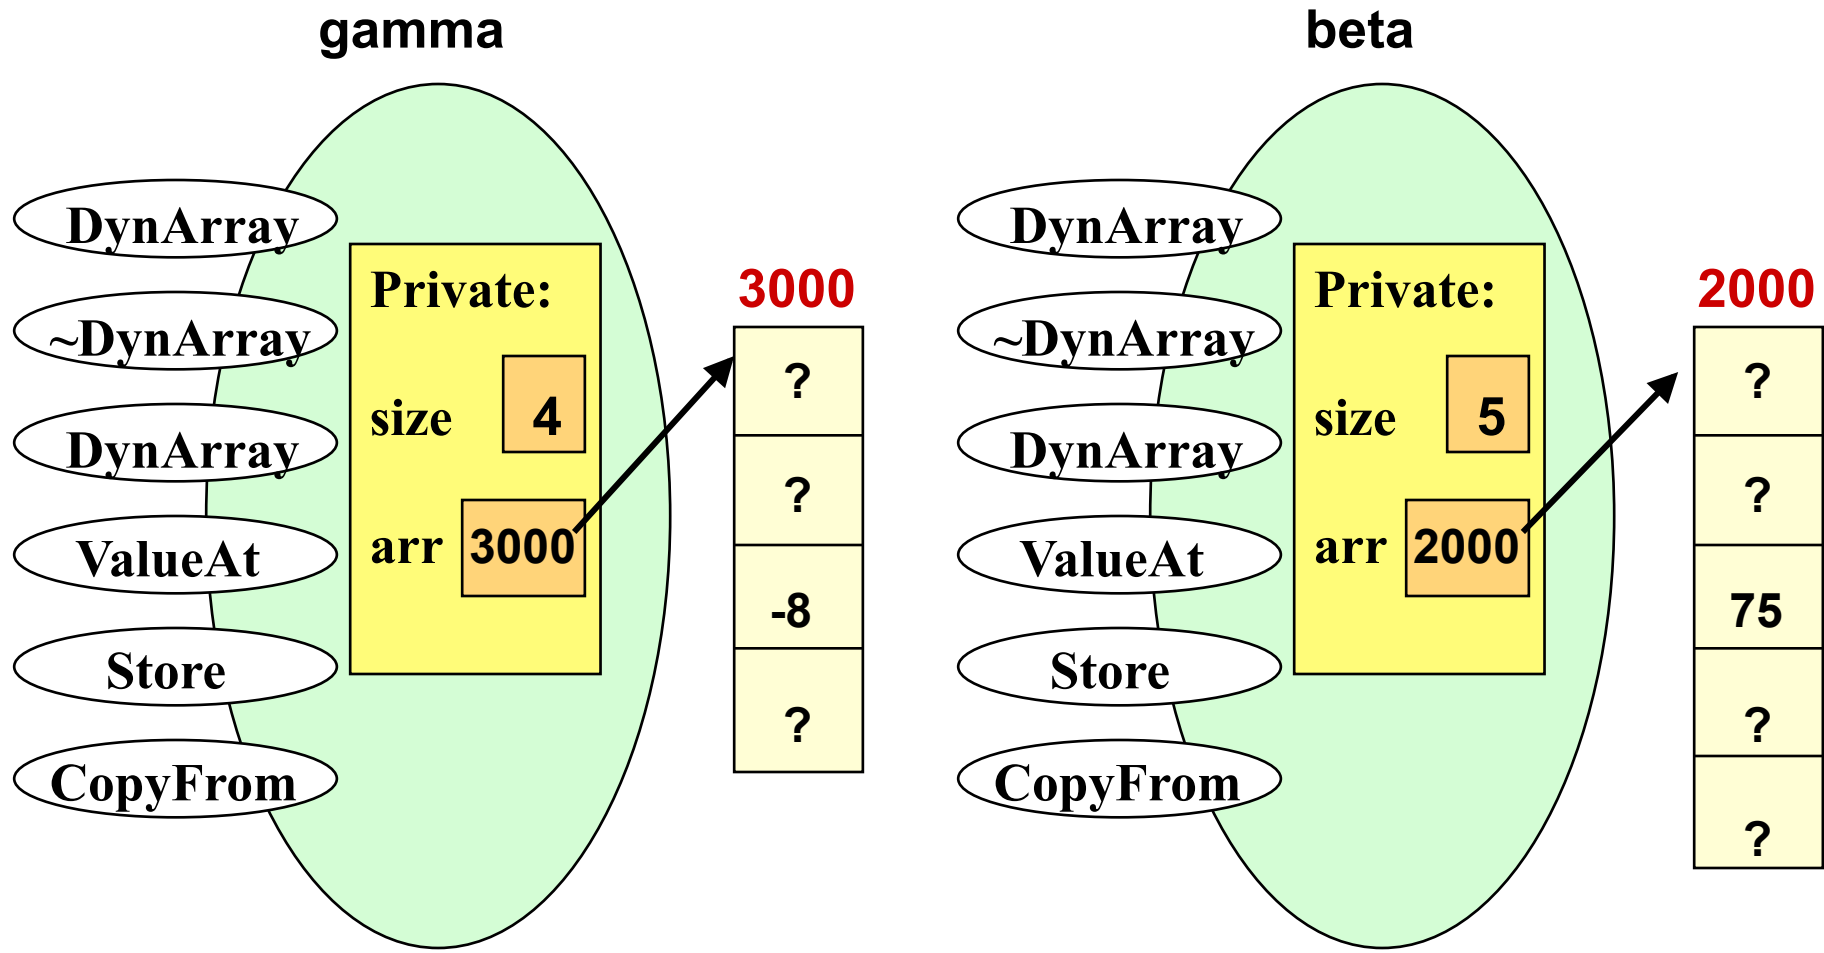 gamma
DynArray
~DynArray
DynArray
ValueAt
Store
CopyFrom
Private:
size 4
arr 3000
3000
?
?
-8
?
beta
DynArray
~DynArray
DynArray
ValueAt
Store
CopyFrom
Private:
size 5
arr 2000
2000
?
?
75
?
?